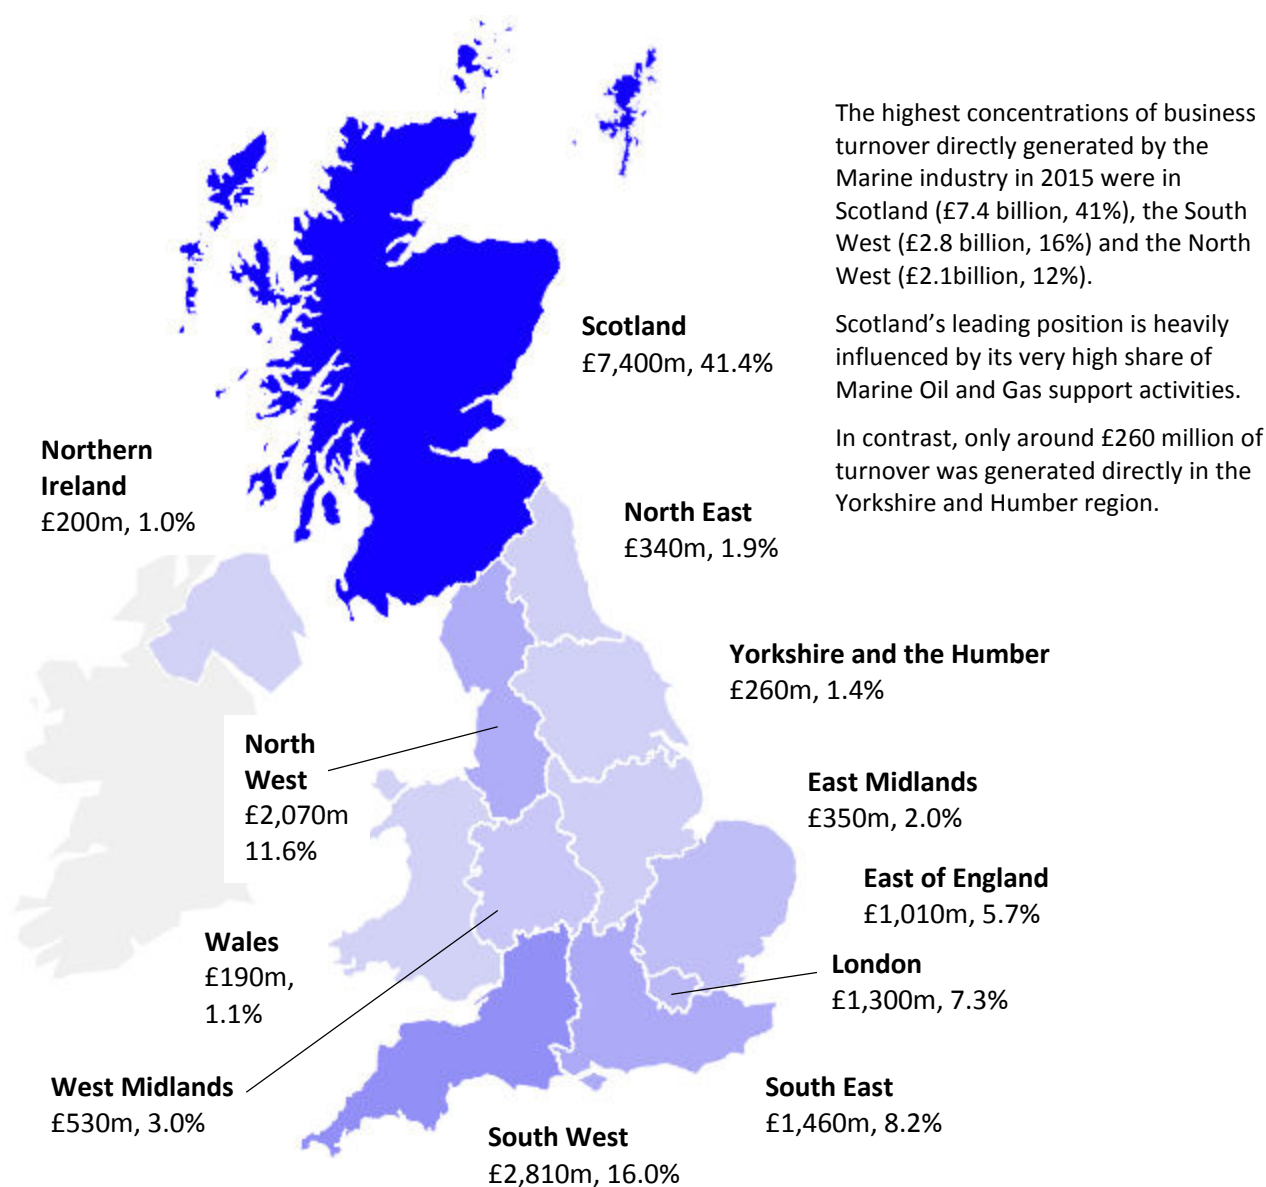 The highest concentrations of business
turnover directly generated by the
Marine industry in 2015 were in
Scotland (£7.4 billion, 41%), the South
West (£2.8 billion, 16%) and the North
West (£2.1billion, 12%).
Scotland’s leading position is heavily
influenced by its very high share of
Marine Oil and Gas support activities.
In contrast, only around £260 million of
turnover was generated directly in the
Yorkshire and Humber region.
Scotland
£7,400m, 41.4%
Northern
Ireland
£200m, 1.0%
North East
£340m, 1.9%
Yorkshire and the Humber
£260m, 1.4%
North
West
£2,070m
11.6%
East Midlands
£350m, 2.0%
East of England
£1,010m, 5.7%
Wales
£190m,
1.1%
London
£1,300m, 7.3%
West Midlands
£530m, 3.0%
South East
£1,460m, 8.2%
South West
£2,810m, 16.0%